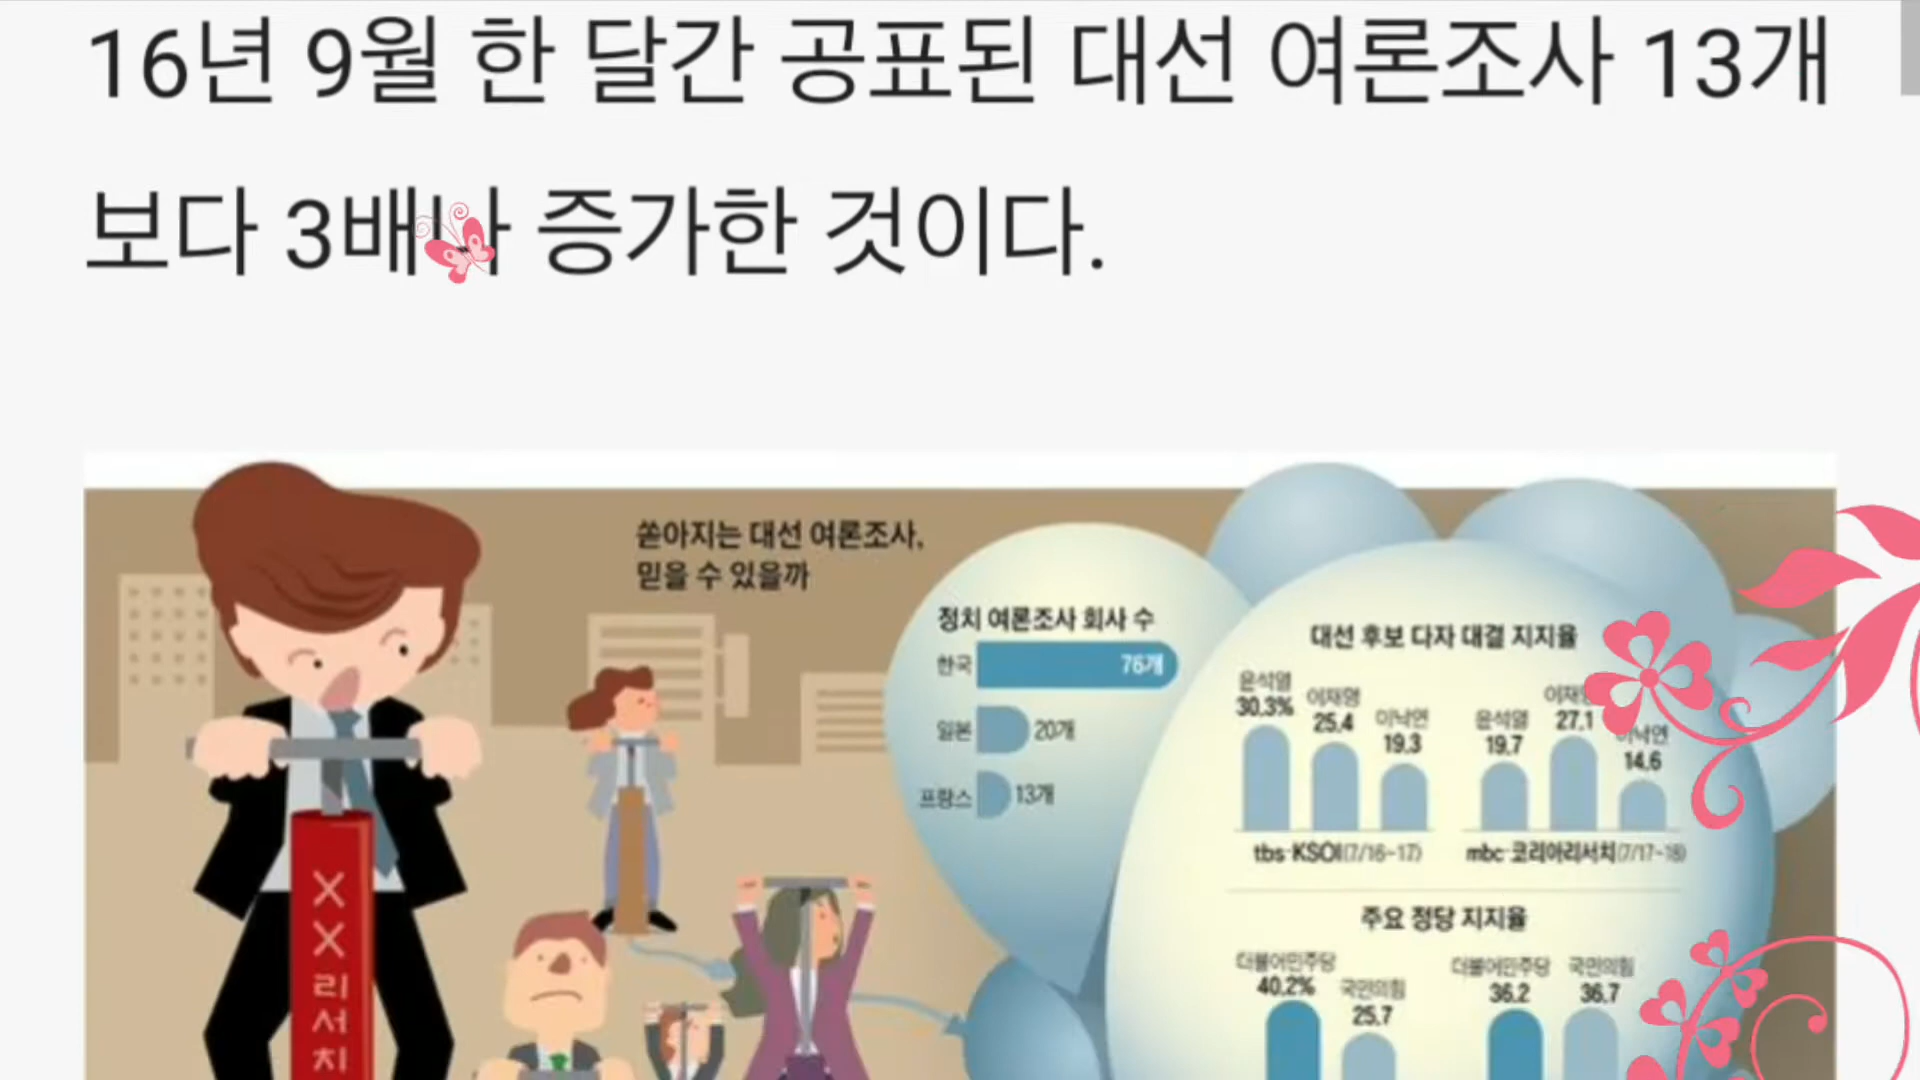 16년 9월 한 달간 공표된 대선 여론조사 13개
보다 3배나 증가한 것이다.
쏟아지는 대선 여론조사,
믿을 수 있을까
정치 여론조사 회사 수
한국 76개
일본 20개
프랑스 13개
대선 후보 다자 대결 지지율
윤석열 30.3%
이재명 25.4
이낙연 19.3
tbs·KSOI(7/16~17)
윤석열 19.7
27.1
이낙연 14.6
mbc·코리아리서치(7/17~18)
주요 정당 지지율
더불어민주당 40.2%
국민의힘 25.7
더불어민주당 36.2
국민의힘 36.7
XX리서치